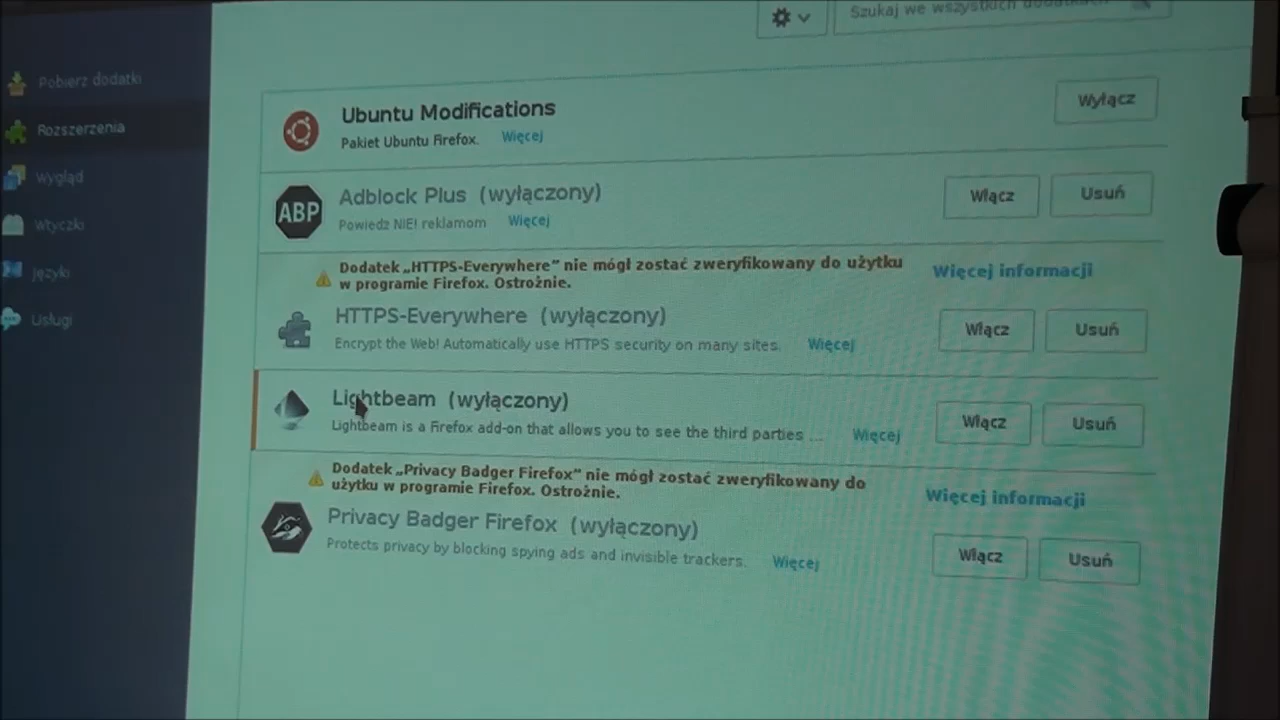 Szukaj we wszystkich dodatkach
Pobierz dodatki
Rozszerzenia
Wygląd
Wtyczki
Języki
Usługi
Ubuntu Modifications
Pakiet Ubuntu Firefox. Więcej
Wyłącz
ABP
Adblock Plus (wyłączony)
Powiedz NIE! reklamom Więcej
Włącz Usuń
Dodatek „HTTPS-Everywhere” nie mógł zostać zweryfikowany do użytku
w programie Firefox. Ostrożnie.
Więcej informacji
HTTPS-Everywhere (wyłączony)
Encrypt the Web! Automatically use HTTPS security on many sites. Więcej
Włącz Usuń
Lightbeam (wyłączony)
Lightbeam is a Firefox add-on that allows you to see the third parties ... Więcej
Włącz Usuń
Dodatek „Privacy Badger Firefox” nie mógł zostać zweryfikowany do
użytku w programie Firefox. Ostrożnie.
Więcej informacji
Privacy Badger Firefox (wyłączony)
Protects privacy by blocking spying ads and invisible trackers. Więcej
Włącz Usuń